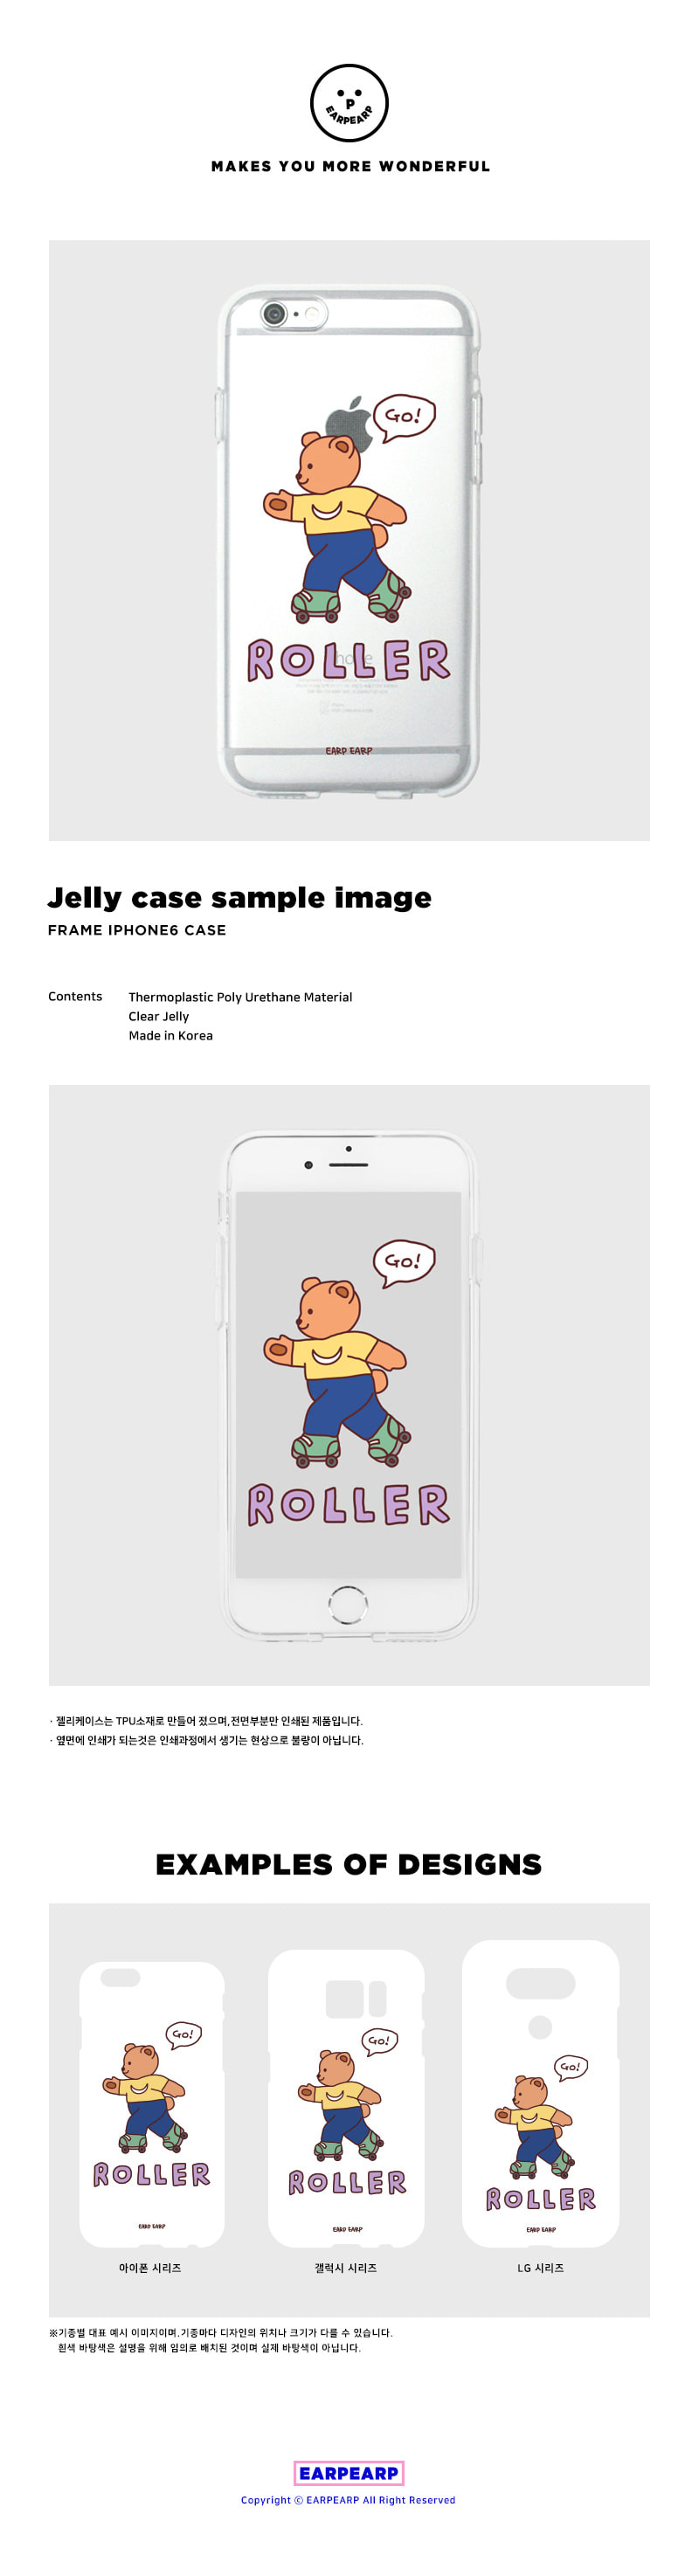 P
EARPEARP
MAKES YOU MORE WONDERFUL
Go!
ROLLER
EARP EARP
Jelly case sample image
FRAME IPHONE6 CASE
Contents
Thermoplastic Poly Urethane Material
Clear Jelly
Made in Korea
Go!
ROLLER
· 젤리케이스는 TPU소재로 만들어 졌으며,전면부분만 인쇄된 제품입니다.
· 옆면에 인쇄가 되는것은 인쇄과정에서 생기는 현상으로 불량이 아닙니다.
EXAMPLES OF DESIGNS
Go!
Go!
Go!
ROLLER
ROLLER
ROLLER
EARP EARP
EARP EARP
EARP EARP
아이폰 시리즈
갤럭시 시리즈
LG 시리즈
※기종별 대표 예시 이미지이며,기종마다 디자인의 위치나 크기가 다를 수 있습니다.
흰색 바탕색은 설명을 위해 임의로 배치된 것이며 실제 바탕색이 아닙니다.
EARPEARP
Copyright ⓒ EARPEARP All Right Reserved